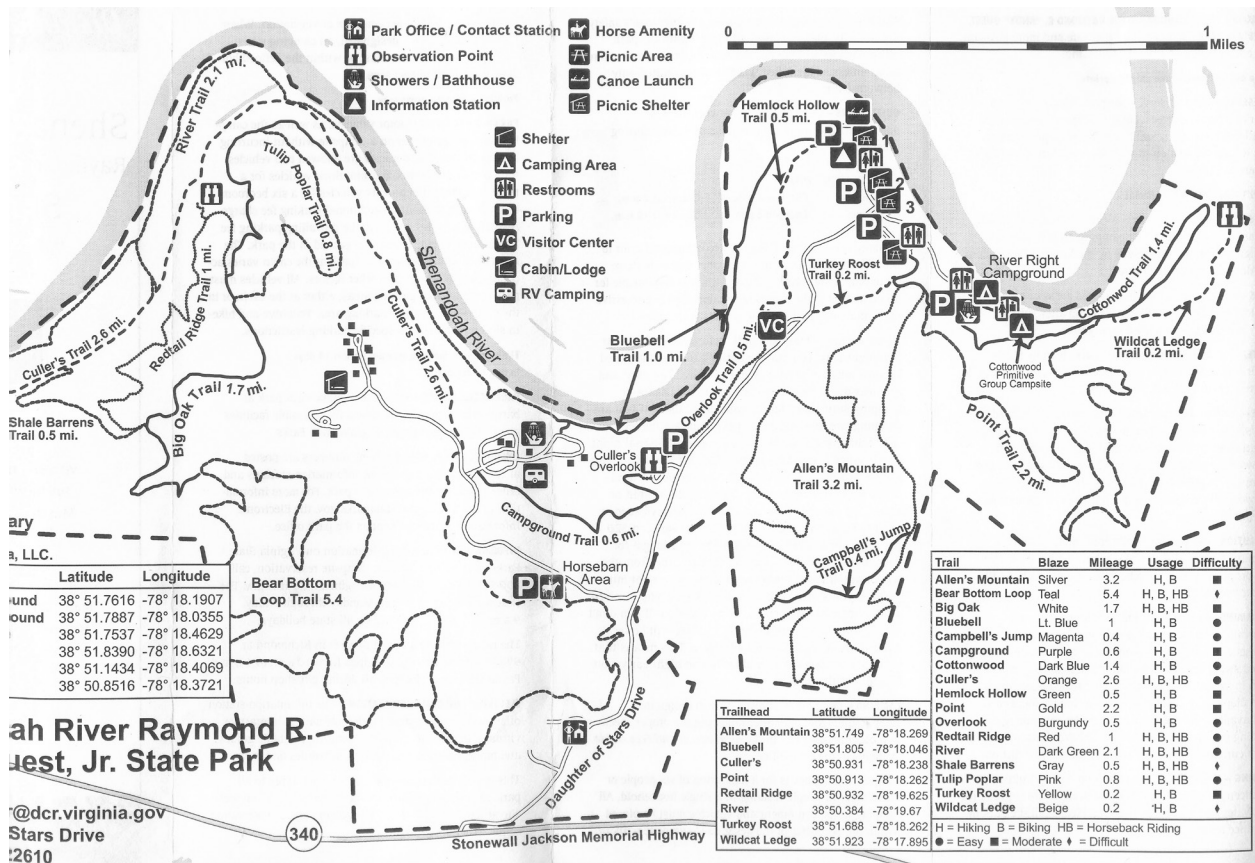 Park Office / Contact Station
Observation Point
Showers / Bathhouse
Information Station
Horse Amenity
Picnic Area
Canoe Launch
Picnic Shelter
Shelter
Camping Area
Restrooms
P Parking
VC Visitor Center
Cabin/Lodge
RV Camping
0 1
Miles
River Trail 2.1 mi.
Tulip Poplar Trail 0.8 mi.
Redtail Ridge Trail 1 mi.
Culler's Trail 2.6 mi.
Shale Barrens
Trail 0.5 mi.
Big Oak Trail 1.7 mi.
Culler's Trail 2.6 mi.
Shenandoah River
Hemlock Hollow
Trail 0.5 mi.
P
1
P
2
3
P
Turkey Roost
Trail 0.2 mi.
River Right
Campground
P
Cottonwod Trail 1.4 mi.
Wildcat Ledge
Trail 0.2 mi.
Cottonwood
Primitive
Group Campsite
VC
Bluebell
Trail 1.0 mi.
Overlook Trail 0.5 mi.
P
Culler's
Overlook
Point Trail 2.2 mi.
Allen's Mountain
Trail 3.2 mi.
Campground Trail 0.6 mi.
Campbell's Jump
Trail 0.4 mi.
Horsebarn
Area
P
Bear Bottom
Loop Trail 5.4
Daughter of Stars Drive
340
Stonewall Jackson Memorial Highway
ary
a, LLC.
Latitude Longitude
ound 38° 51.7616 -78° 18.1907
ound 38° 51.7887 -78° 18.0355
38° 51.7537 -78° 18.4629
38° 51.8390 -78° 18.6321
38° 51.1434 -78° 18.4069
38° 50.8516 -78° 18.3721
ah River Raymond R.
uest, Jr. State Park
r@dcr.virginia.gov
Stars Drive
22610
Trailhead Latitude Longitude
Allen's Mountain 38°51.749 -78°18.269
Bluebell 38°51.805 -78°18.046
Culler's 38°50.931 -78°18.238
Point 38°50.913 -78°18.262
Redtail Ridge 38°50.932 -78°19.625
River 38°50.384 -78°19.67
Turkey Roost 38°51.688 -78°18.262
Wildcat Ledge 38°51.923 -78°17.895
Trail Blaze Mileage Usage Difficulty
Allen's Mountain Silver 3.2 H, B ■
Bear Bottom Loop Teal 5.4 H, B, HB ♦
Big Oak White 1.7 H, B, HB ■
Bluebell Lt. Blue 1 H, B ●
Campbell's Jump Magenta 0.4 H, B ●
Campground Purple 0.6 H, B ■
Cottonwood Dark Blue 1.4 H, B ●
Culler's Orange 2.6 H, B, HB ●
Hemlock Hollow Green 0.5 H, B ■
Point Gold 2.2 H, B ■
Overlook Burgundy 0.5 H, B ●
Redtail Ridge Red 1 H, B, HB ●
River Dark Green 2.1 H, B, HB ●
Shale Barrens Gray 0.5 H, B, HB ♦
Tulip Poplar Pink 0.8 H, B, HB ●
Turkey Roost Yellow 0.2 H, B ■
Wildcat Ledge Beige 0.2 H, B ♦
H = Hiking B = Biking HB = Horseback Riding
● = Easy ■ = Moderate ♦ = Difficult